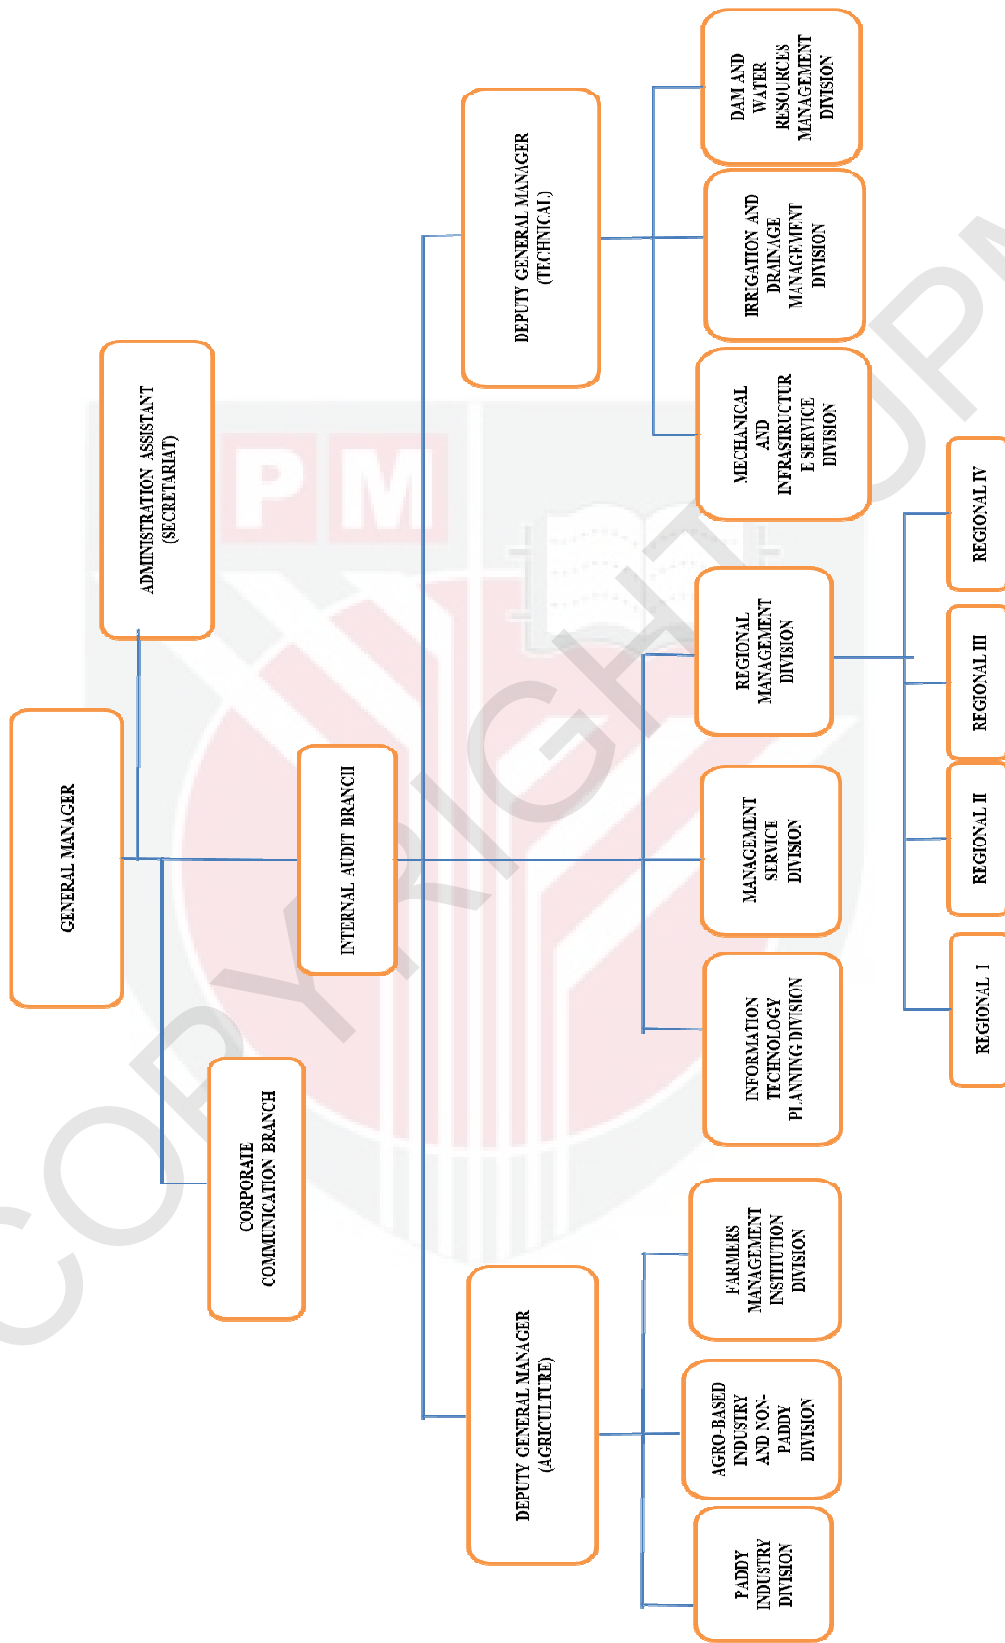 GENERAL MANAGER
ADMINISTRATION ASSISTANT
(SECRETARIAT)
CORPORATE
COMMUNICATION BRANCH
INTERNAL AUDIT BRANCH
DEPUTY GENERAL MANAGER
(AGRICULTURE)
DEPUTY GENERAL MANAGER
(TECHNICAL)
PADDY
INDUSTRY
DIVISION
AGRO-BASED
INDUSTRY
AND NON-
PADDY
DIVISION
FARMERS
MANAGEMENT
INSTITUTION
DIVISION
INFORMATION
TECHNOLOGY
PLANNING DIVISION
MANAGEMENT
SERVICE
DIVISION
REGIONAL
MANAGEMENT
DIVISION
MECHANICAL
AND
INFRASTRUCTUR
E SERVICE
DIVISION
IRRIGATION AND
DRAINAGE
MANAGEMENT
DIVISION
DAM AND
WATER
RESOURCES
MANAGEMENT
DIVISION
REGIONAL I
REGIONAL II
REGIONAL III
REGIONAL IV
PM
COPYRIGHT UPM